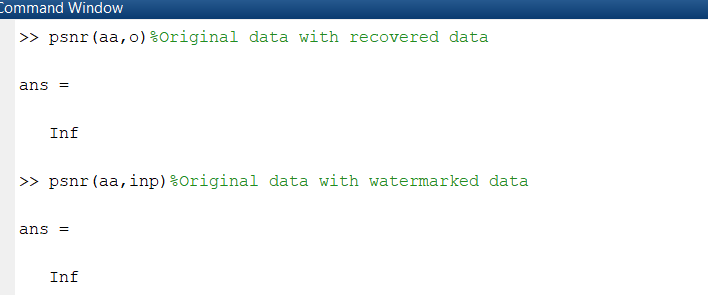 Command Window
>> psnr(aa,o)%Original data with recovered data
ans =
Inf
>> psnr(aa,inp)%Original data with watermarked data
ans =
Inf